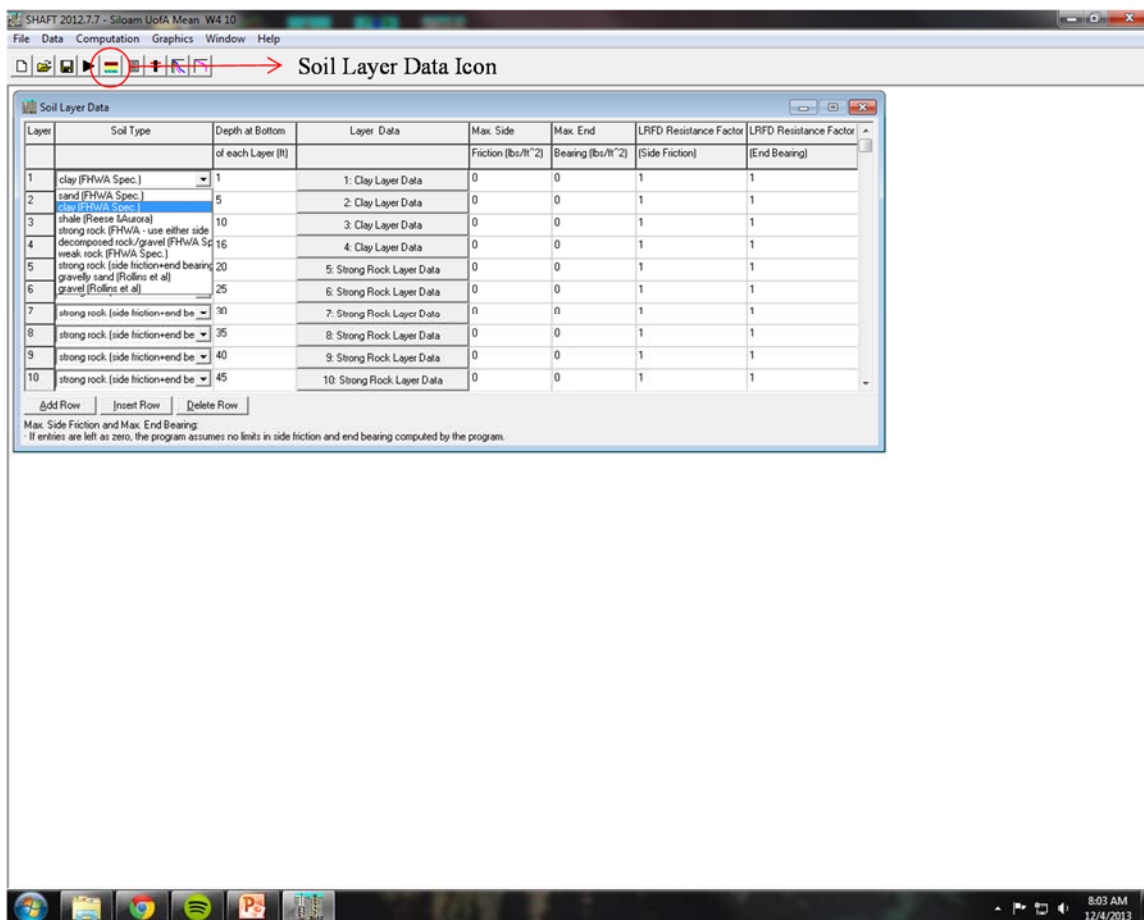 SHAFT 2012.7.7 - Siloam UofA Mean W4 10
File Data Computation Graphics Window Help
Soil Layer Data Icon
Soil Layer Data
Layer Soil Type Depth at Bottom Layer Data Max. Side Max. End LRFD Resistance Factor LRFD Resistance Factor
of each Layer (ft) Friction (lbs/ft^2) Bearing (lbs/ft^2) (Side Friction) (End Bearing)
1 clay (FHWA Spec.) 1 1: Clay Layer Data 0 0 1 1
sand (FHWA Spec.)
2 clay (FHWA Spec.) 5 2: Clay Layer Data 0 0 1 1
shale (Reese &Aurora)
3 strong rock (FHWA - use either side 10 3: Clay Layer Data 0 0 1 1
4 decomposed rock/gravel (FHWA Sp 16 4: Clay Layer Data 0 0 1 1
weak rock (FHWA Spec.)
5 strong rock (side friction+end bearing 20 5: Strong Rock Layer Data 0 0 1 1
gravelly sand (Rollins et al)
6 gravel (Rollins et al) 25 6: Strong Rock Layer Data 0 0 1 1
7 strong rock (side friction+end be 30 7: Strong Rock Layer Data 0 0 1 1
8 strong rock (side friction+end be 35 8: Strong Rock Layer Data 0 0 1 1
9 strong rock (side friction+end be 40 9: Strong Rock Layer Data 0 0 1 1
10 strong rock (side friction+end be 45 10: Strong Rock Layer Data 0 0 1 1
Add Row Insert Row Delete Row
Max. Side Friction and Max. End Bearing:
- If entries are left as zero, the program assumes no limits in side friction and end bearing computed by the program.
8:03 AM
12/4/2013